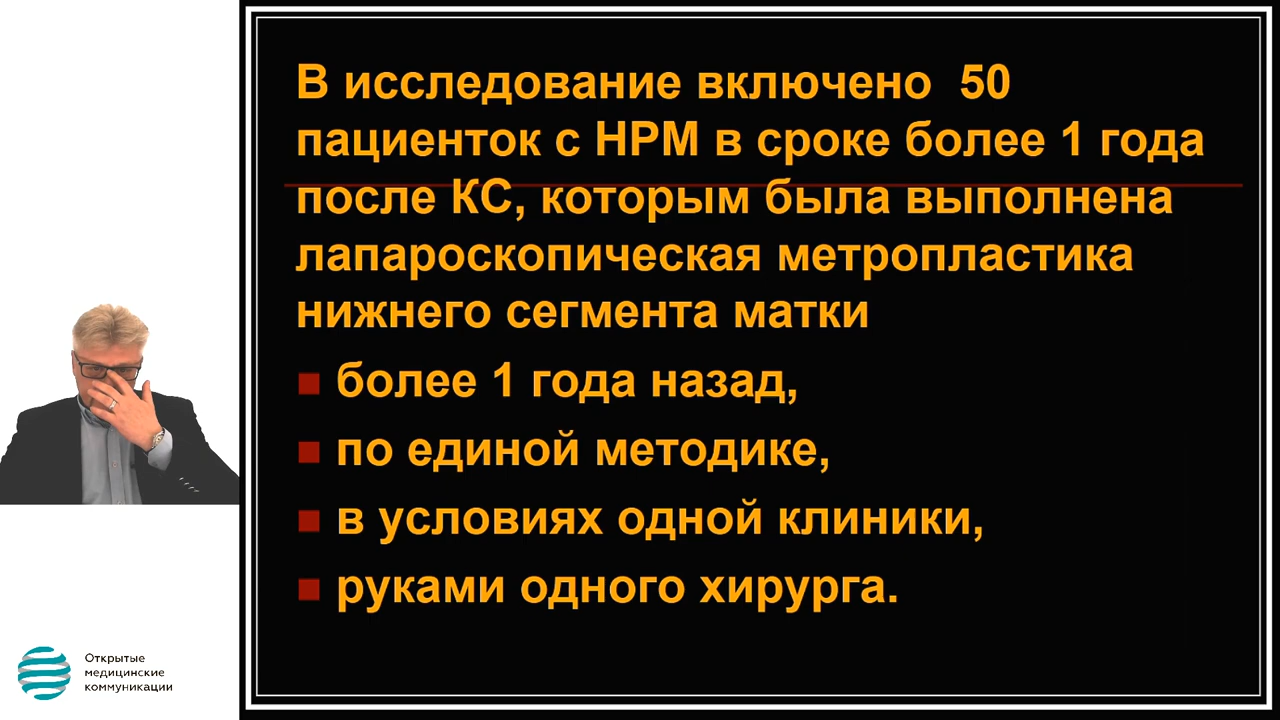 В исследование включено 50
пациенток с НРМ в сроке более 1 года
после КС, которым была выполнена
лапароскопическая метропластика
нижнего сегмента матки
более 1 года назад,
по единой методике,
в условиях одной клиники,
руками одного хирурга.
Открытые
медицинские
коммуникации